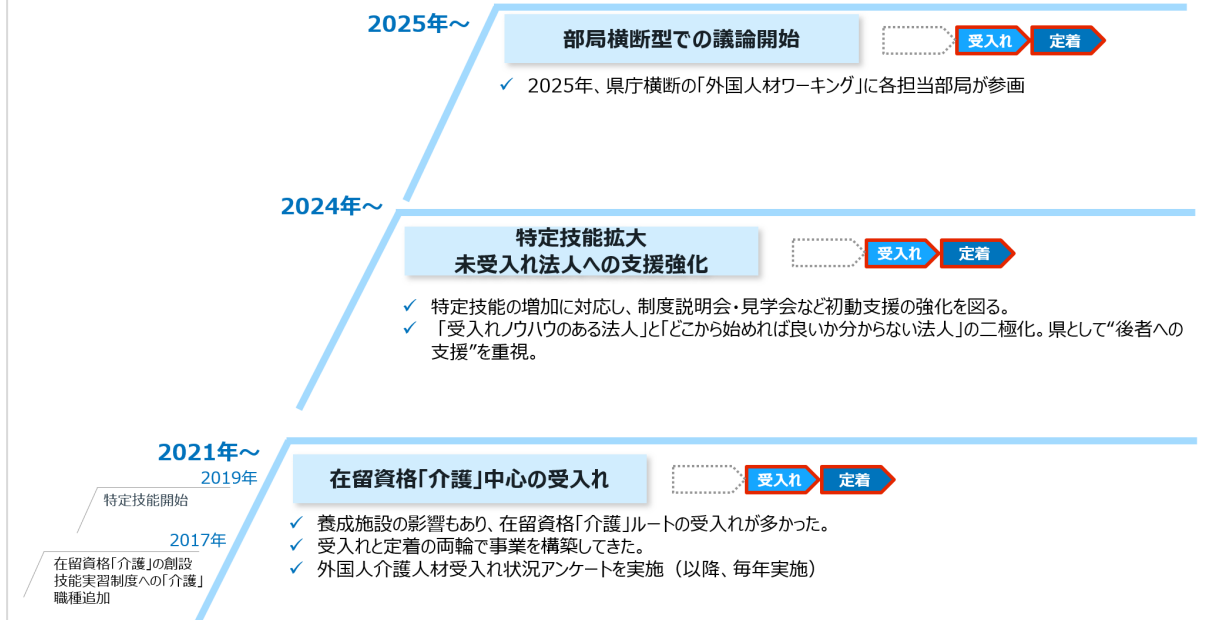 2025年～
部局横断型での議論開始
受入れ
定着
✓ 2025年、県庁横断の「外国人材ワーキング」に各担当部局が参画
2024年～
特定技能拡大
未受入れ法人への支援強化
受入れ
定着
✓ 特定技能の増加に対応し、制度説明会・見学会など初動支援の強化を図る。
✓ 「受入れノウハウのある法人」と「どこから始めれば良いか分からない法人」の二極化。県として“後者への
支援”を重視。
2021年～
在留資格「介護」中心の受入れ
受入れ
定着
✓ 養成施設の影響もあり、在留資格「介護」ルートの受入れが多かった。
✓ 受入れと定着の両輪で事業を構築してきた。
✓ 外国人介護人材受入れ状況アンケートを実施（以降、毎年実施）
2019年
特定技能開始
2017年
在留資格「介護」の創設
技能実習制度への「介護」
職種追加